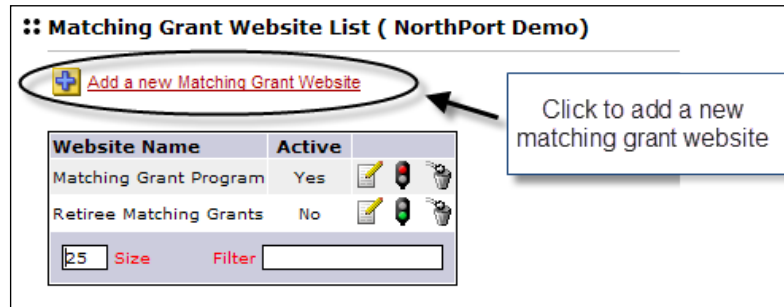 :: Matching Grant Website List ( NorthPort Demo)
Add a new Matching Grant Website
Click to add a new
matching grant website
Website Name Active
Matching Grant Program Yes
Retiree Matching Grants No
25 Size Filter